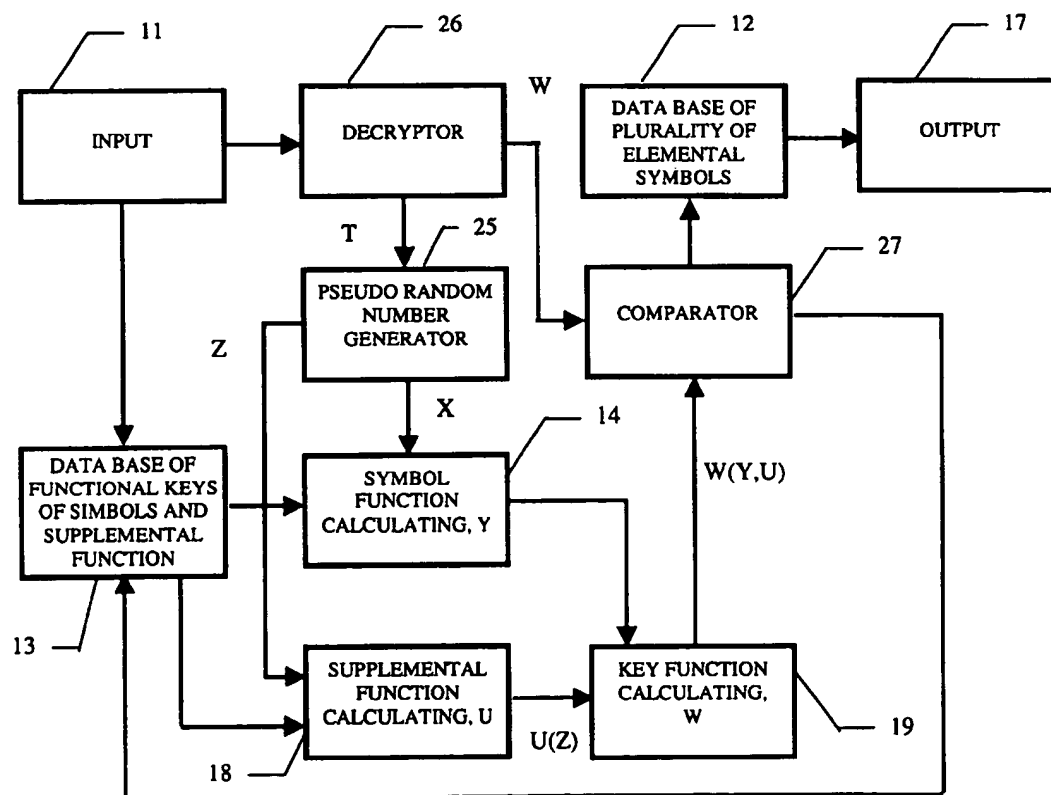 11
26
12
17
W
INPUT
DECRYPTOR
DATA BASE OF
PLURALITY OF
ELEMENTAL
SYMBOLS
OUTPUT
T
25
27
PSEUDO RANDOM
NUMBER
GENERATOR
COMPARATOR
Z
X
14
DATA BASE OF
FUNCTIONAL KEYS
OF SIMBOLS AND
SUPPLEMENTAL
FUNCTION
SYMBOL
FUNCTION
CALCULATING, Y
W(Y,U)
13
SUPPLEMENTAL
FUNCTION
CALCULATING, U
KEY FUNCTION
CALCULATING,
W
U(Z)
18
19